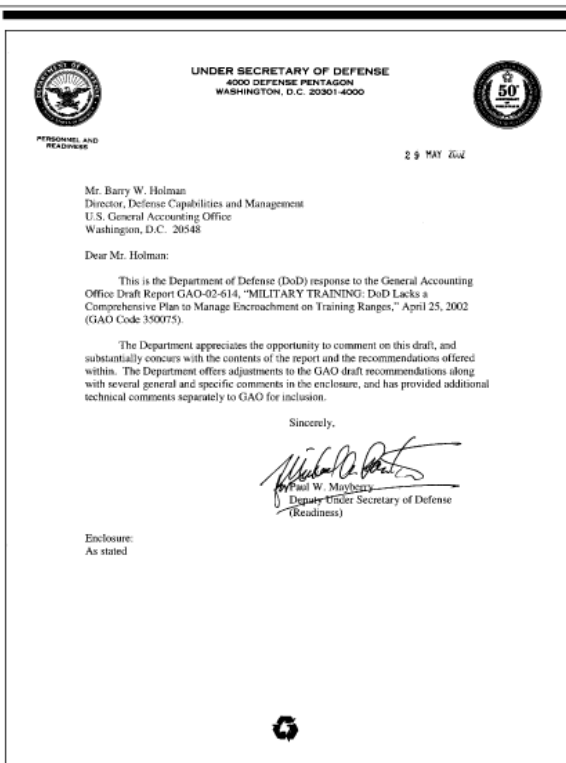 UNDER SECRETARY OF DEFENSE
4000 DEFENSE PENTAGON
WASHINGTON, D.C. 20301-4000
PERSONNEL AND
READINESS
50
29 MAY 2002
Mr. Barry W. Holman
Director, Defense Capabilities and Management
U.S. General Accounting Office
Washington, D.C. 20548
Dear Mr. Holman:
This is the Department of Defense (DoD) response to the General Accounting
Office Draft Report GAO-02-614, “MILITARY TRAINING: DoD Lacks a
Comprehensive Plan to Manage Encroachment on Training Ranges,” April 25, 2002
(GAO Code 350075).
The Department appreciates the opportunity to comment on this draft, and
substantially concurs with the contents of the report and the recommendations offered
within. The Department offers adjustments to the GAO draft recommendations along
with several general and specific comments in the enclosure, and has provided additional
technical comments separately to GAO for inclusion.
Sincerely,
Paul W. Mayberry
Deputy Under Secretary of Defense
(Readiness)
Enclosure:
As stated